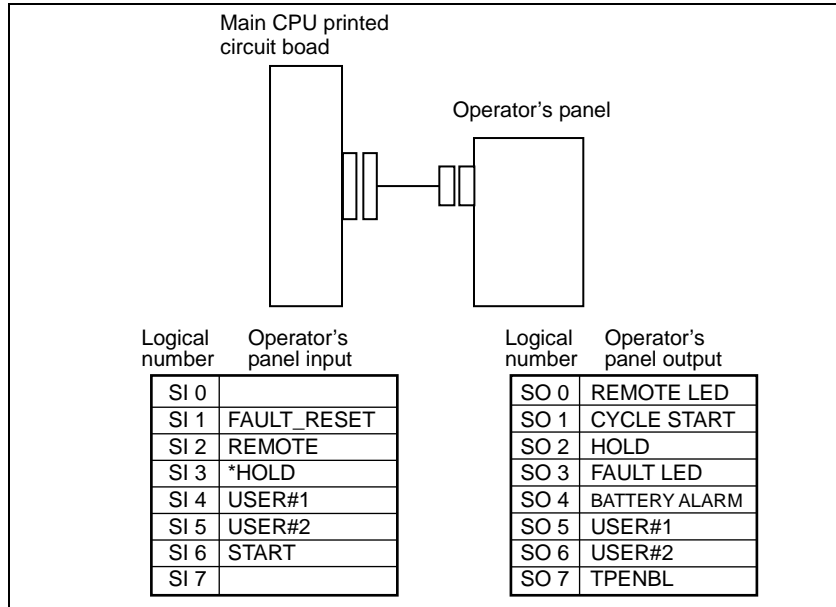 Main CPU printed
circuit boad
Operator's panel
Logical number Operator's panel input
SI 0
SI 1 FAULT_RESET
SI 2 REMOTE
SI 3 *HOLD
SI 4 USER#1
SI 5 USER#2
SI 6 START
SI 7
Logical number Operator's panel output
SO 0 REMOTE LED
SO 1 CYCLE START
SO 2 HOLD
SO 3 FAULT LED
SO 4 BATTERY ALARM
SO 5 USER#1
SO 6 USER#2
SO 7 TPENBL